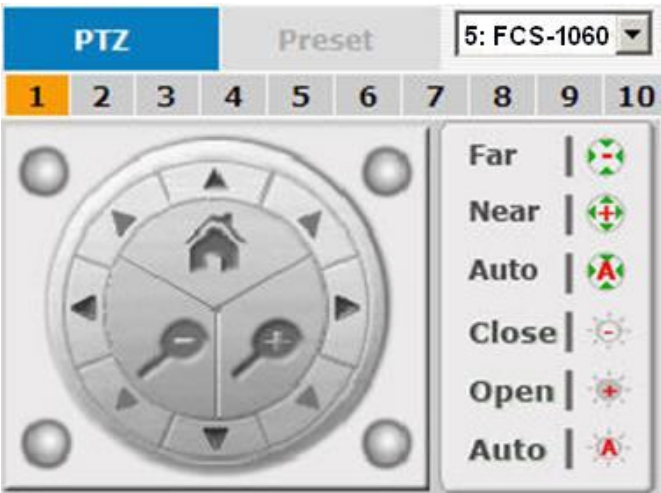 PTZ Preset 5: FCS-1060
1 2 3 4 5 6 7 8 9 10
Far
Near
Auto
Close
Open
Auto